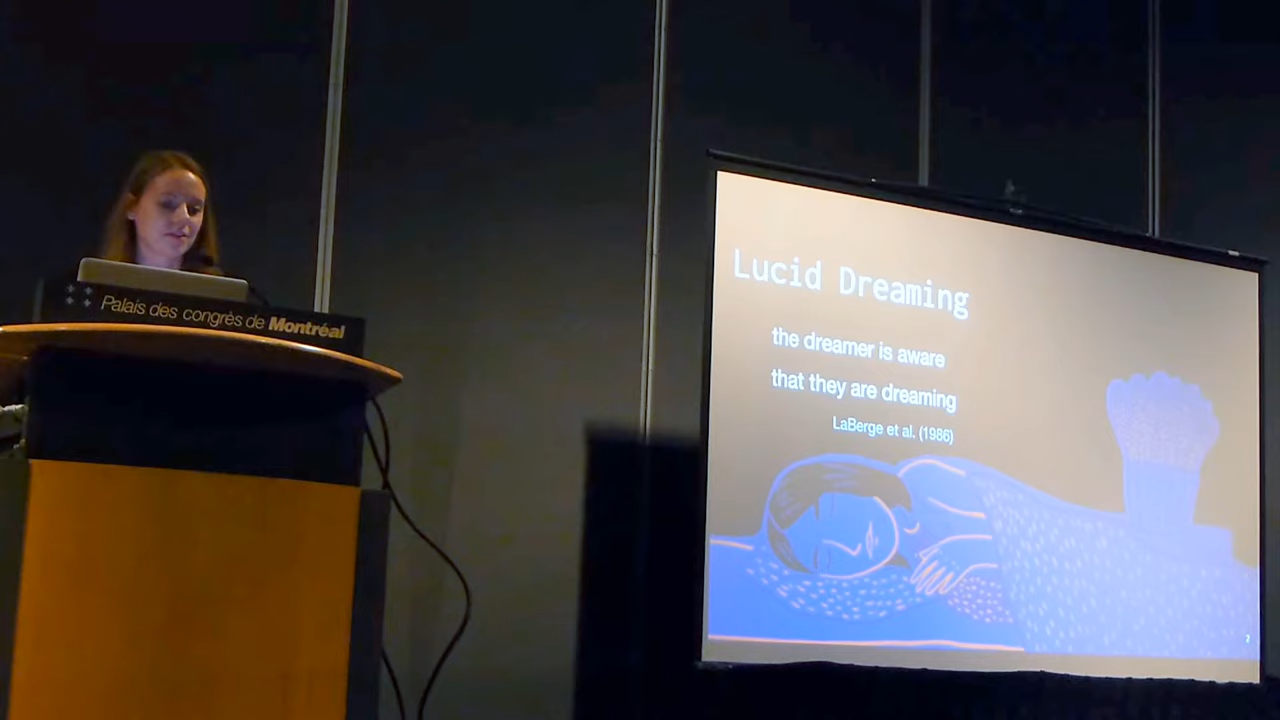 Palais des congrès de Montréal
Lucid Dreaming
the dreamer is aware
that they are dreaming
LaBerge et al. (1986)
2